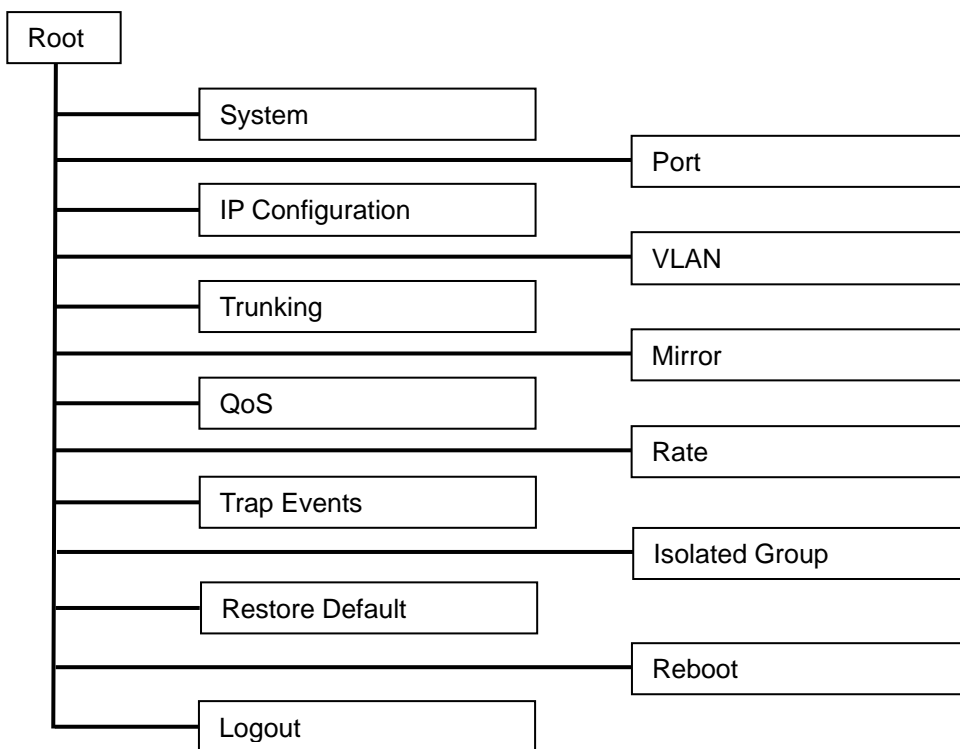 Root
System
Port
IP Configuration
VLAN
Trunking
Mirror
QoS
Rate
Trap Events
Isolated Group
Restore Default
Reboot
Logout